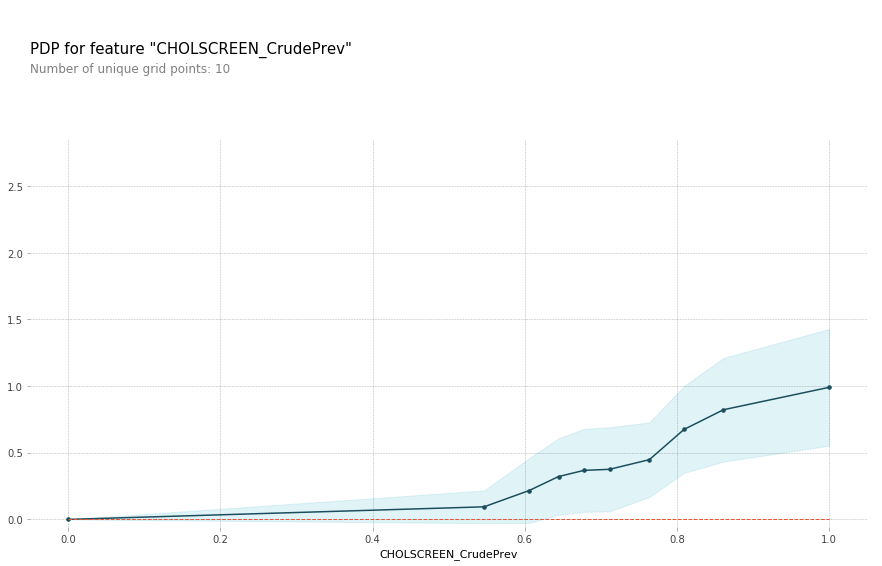 PDP for feature "CHOLSCREEN_CrudePrev"
Number of unique grid points: 10
2.5
2.0
1.5
1.0
0.5
0.0
0.0 0.2 0.4 0.6 0.8 1.0
CHOLSCREEN_CrudePrev